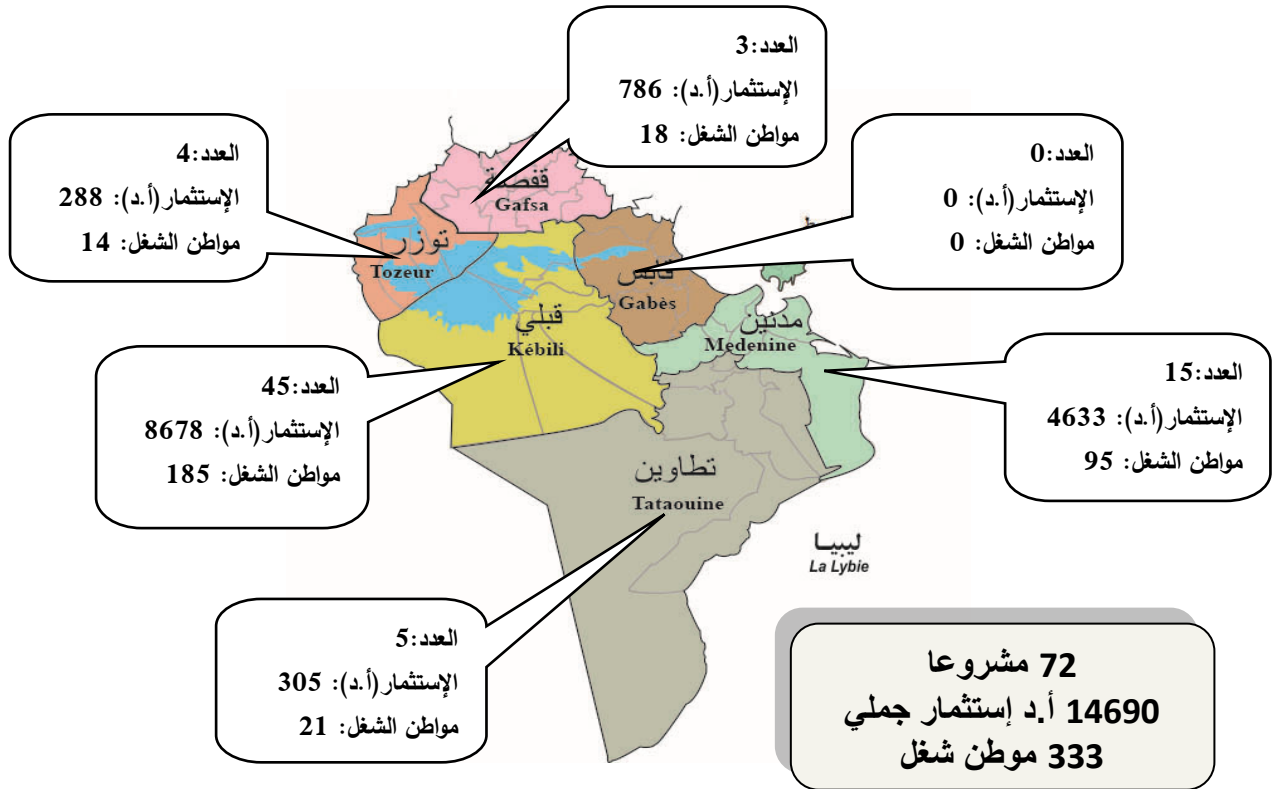 العدد:3
الإستثمار(أ.د): 786
مواطن الشغل: 18
العدد:4
الإستثمار(أ.د): 288
مواطن الشغل: 14
العدد:0
الإستثمار(أ.د): 0
مواطن الشغل: 0
قفصة
Gafsa
توزر
Tozeur
قابس
Gabès
قبلي
Kébili
مدنين
Medenine
العدد:45
الإستثمار(أ.د): 8678
مواطن الشغل: 185
العدد:15
الإستثمار(أ.د): 4633
مواطن الشغل: 95
تطاوين
Tataouine
ليبيا
La Lybie
العدد:5
الإستثمار(أ.د): 305
مواطن الشغل: 21
72 مشروعا
14690 أ.د إستثمار جملي
333 موطن شغل